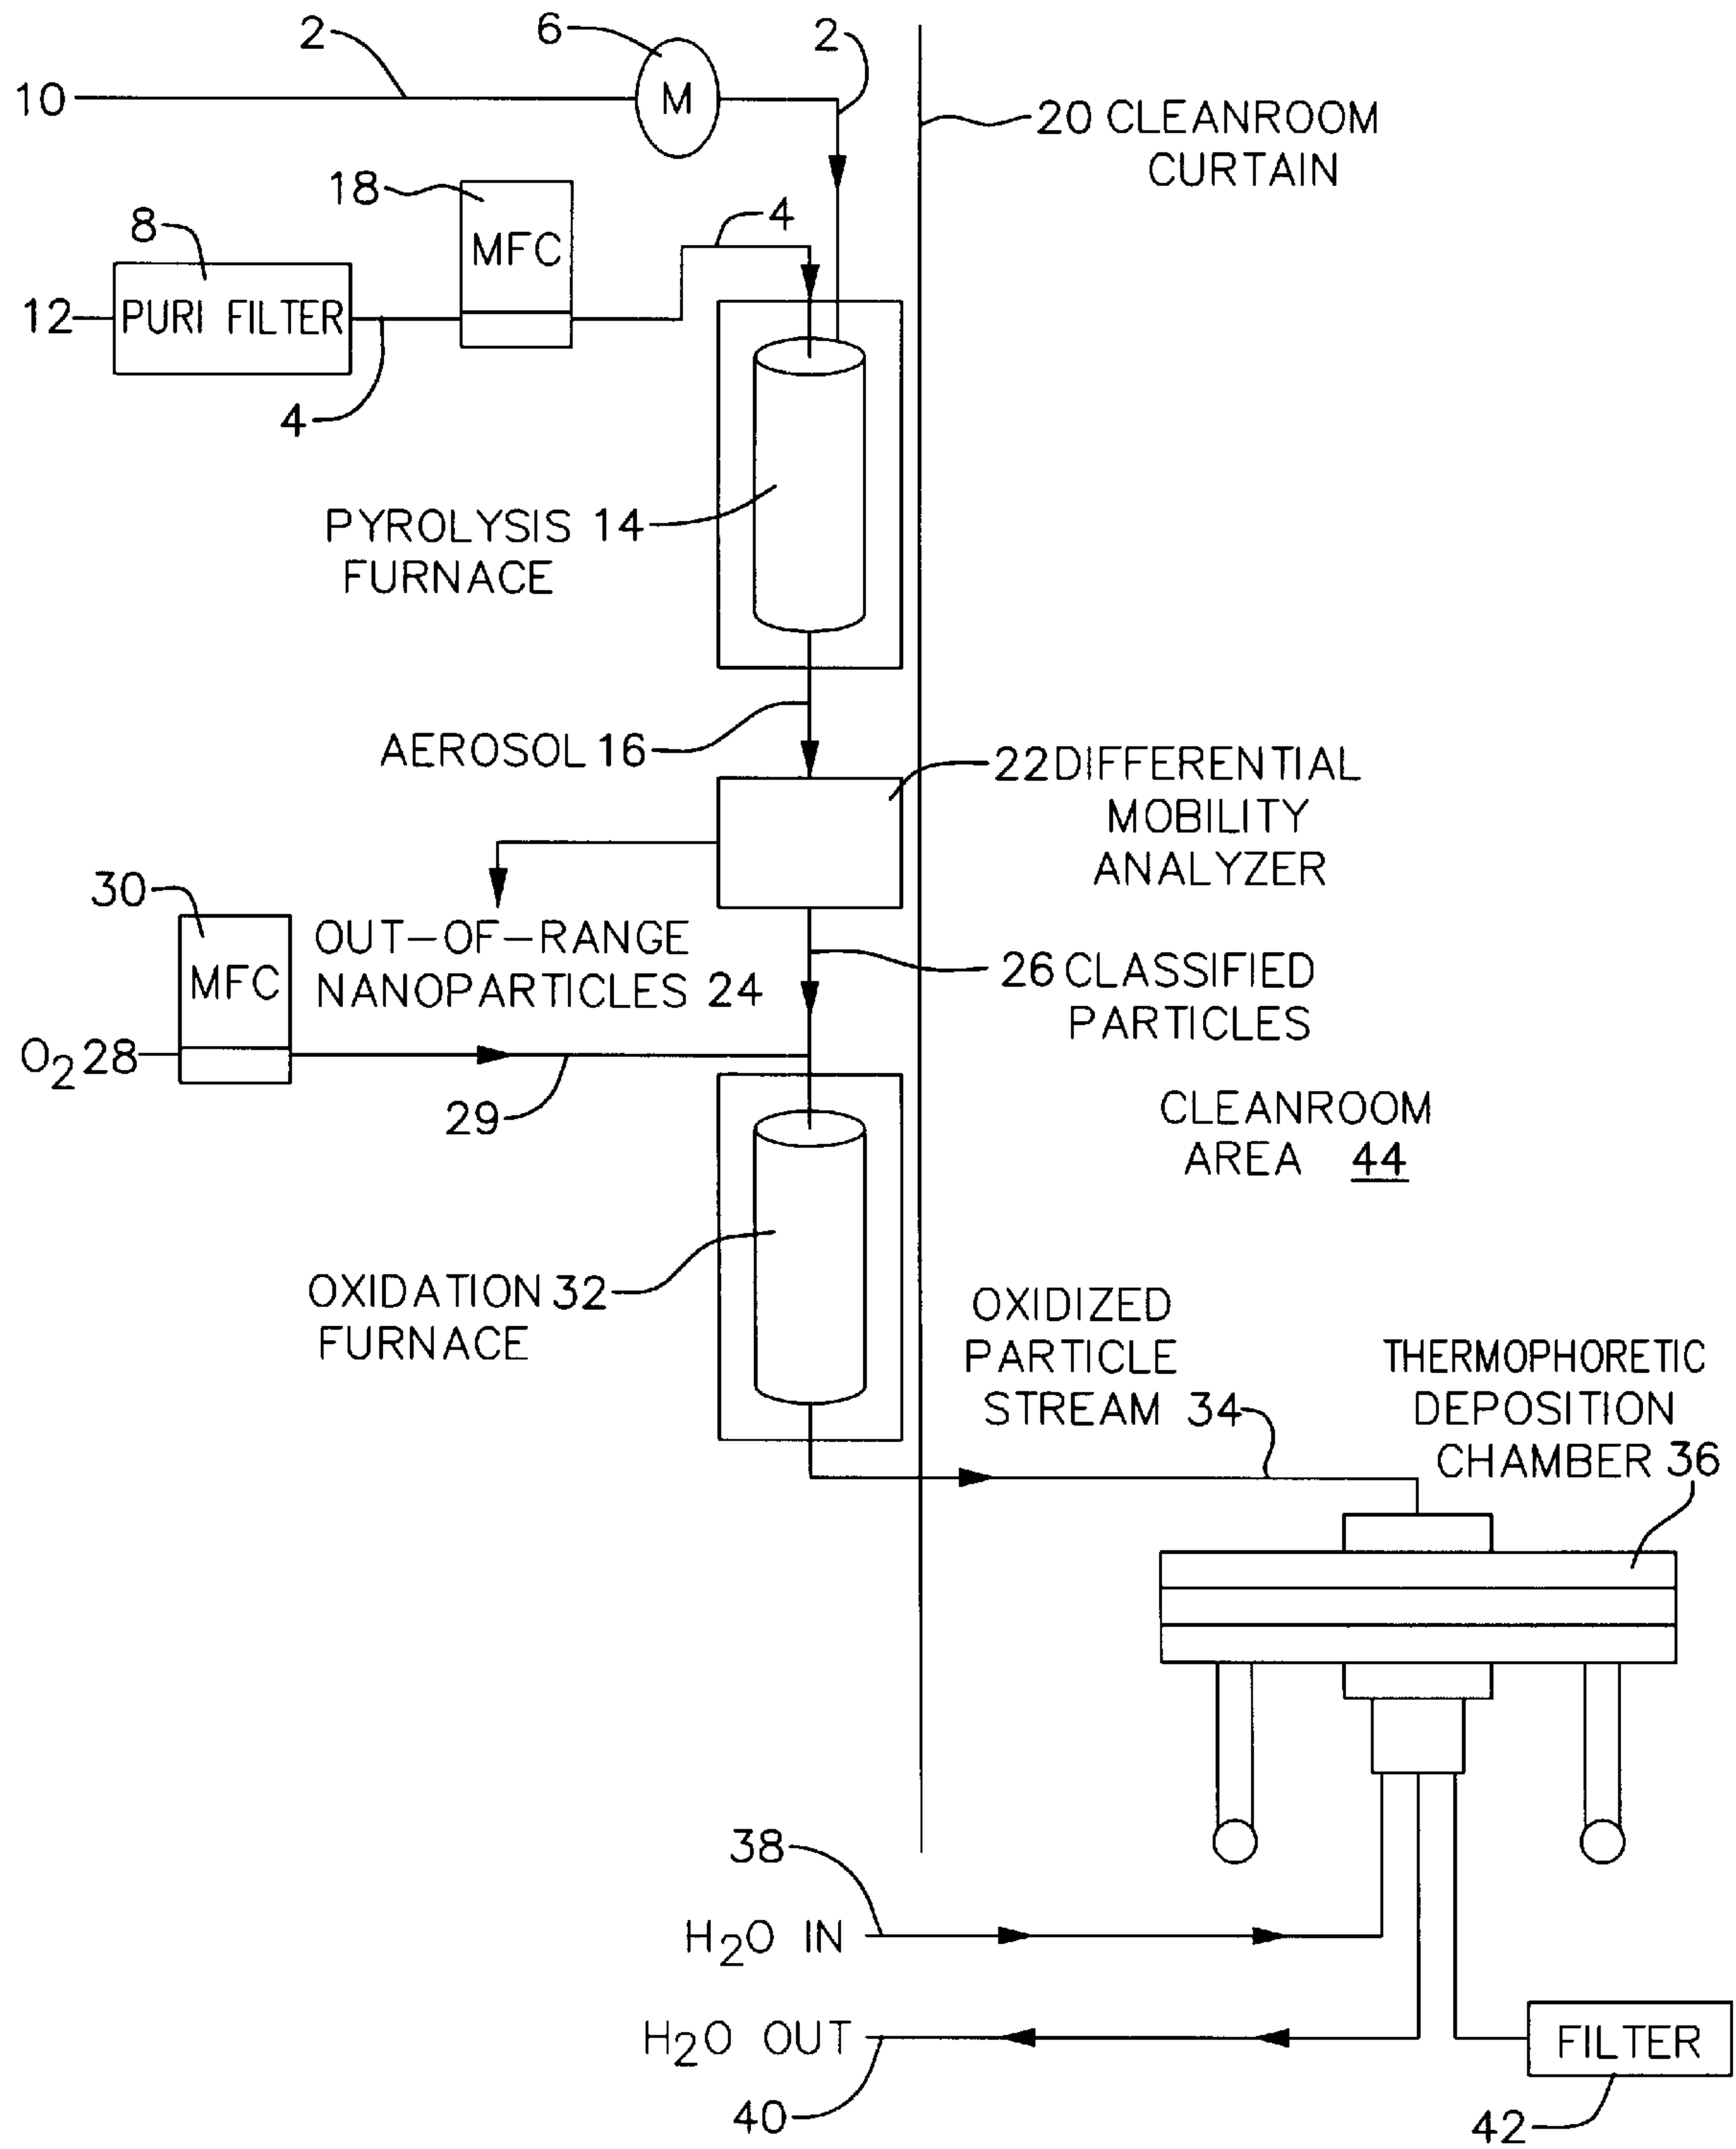 2
6
2
10
M
20 CLEANROOM
CURTAIN
18
4
8
MFC
12
PURI FILTER
4
PYROLYSIS 14
FURNACE
AEROSOL 16
22 DIFFERENTIAL
MOBILITY
ANALYZER
30
OUT-OF-RANGE
NANOPARTICLES 24
MFC
26 CLASSIFIED
PARTICLES
O2 28
29
CLEANROOM
AREA 44
OXIDATION 32
FURNACE
OXIDIZED
PARTICLE
STREAM 34
THERMOPHORETIC
DEPOSITION
CHAMBER 36
38
H2O IN
H2O OUT
FILTER
40
42